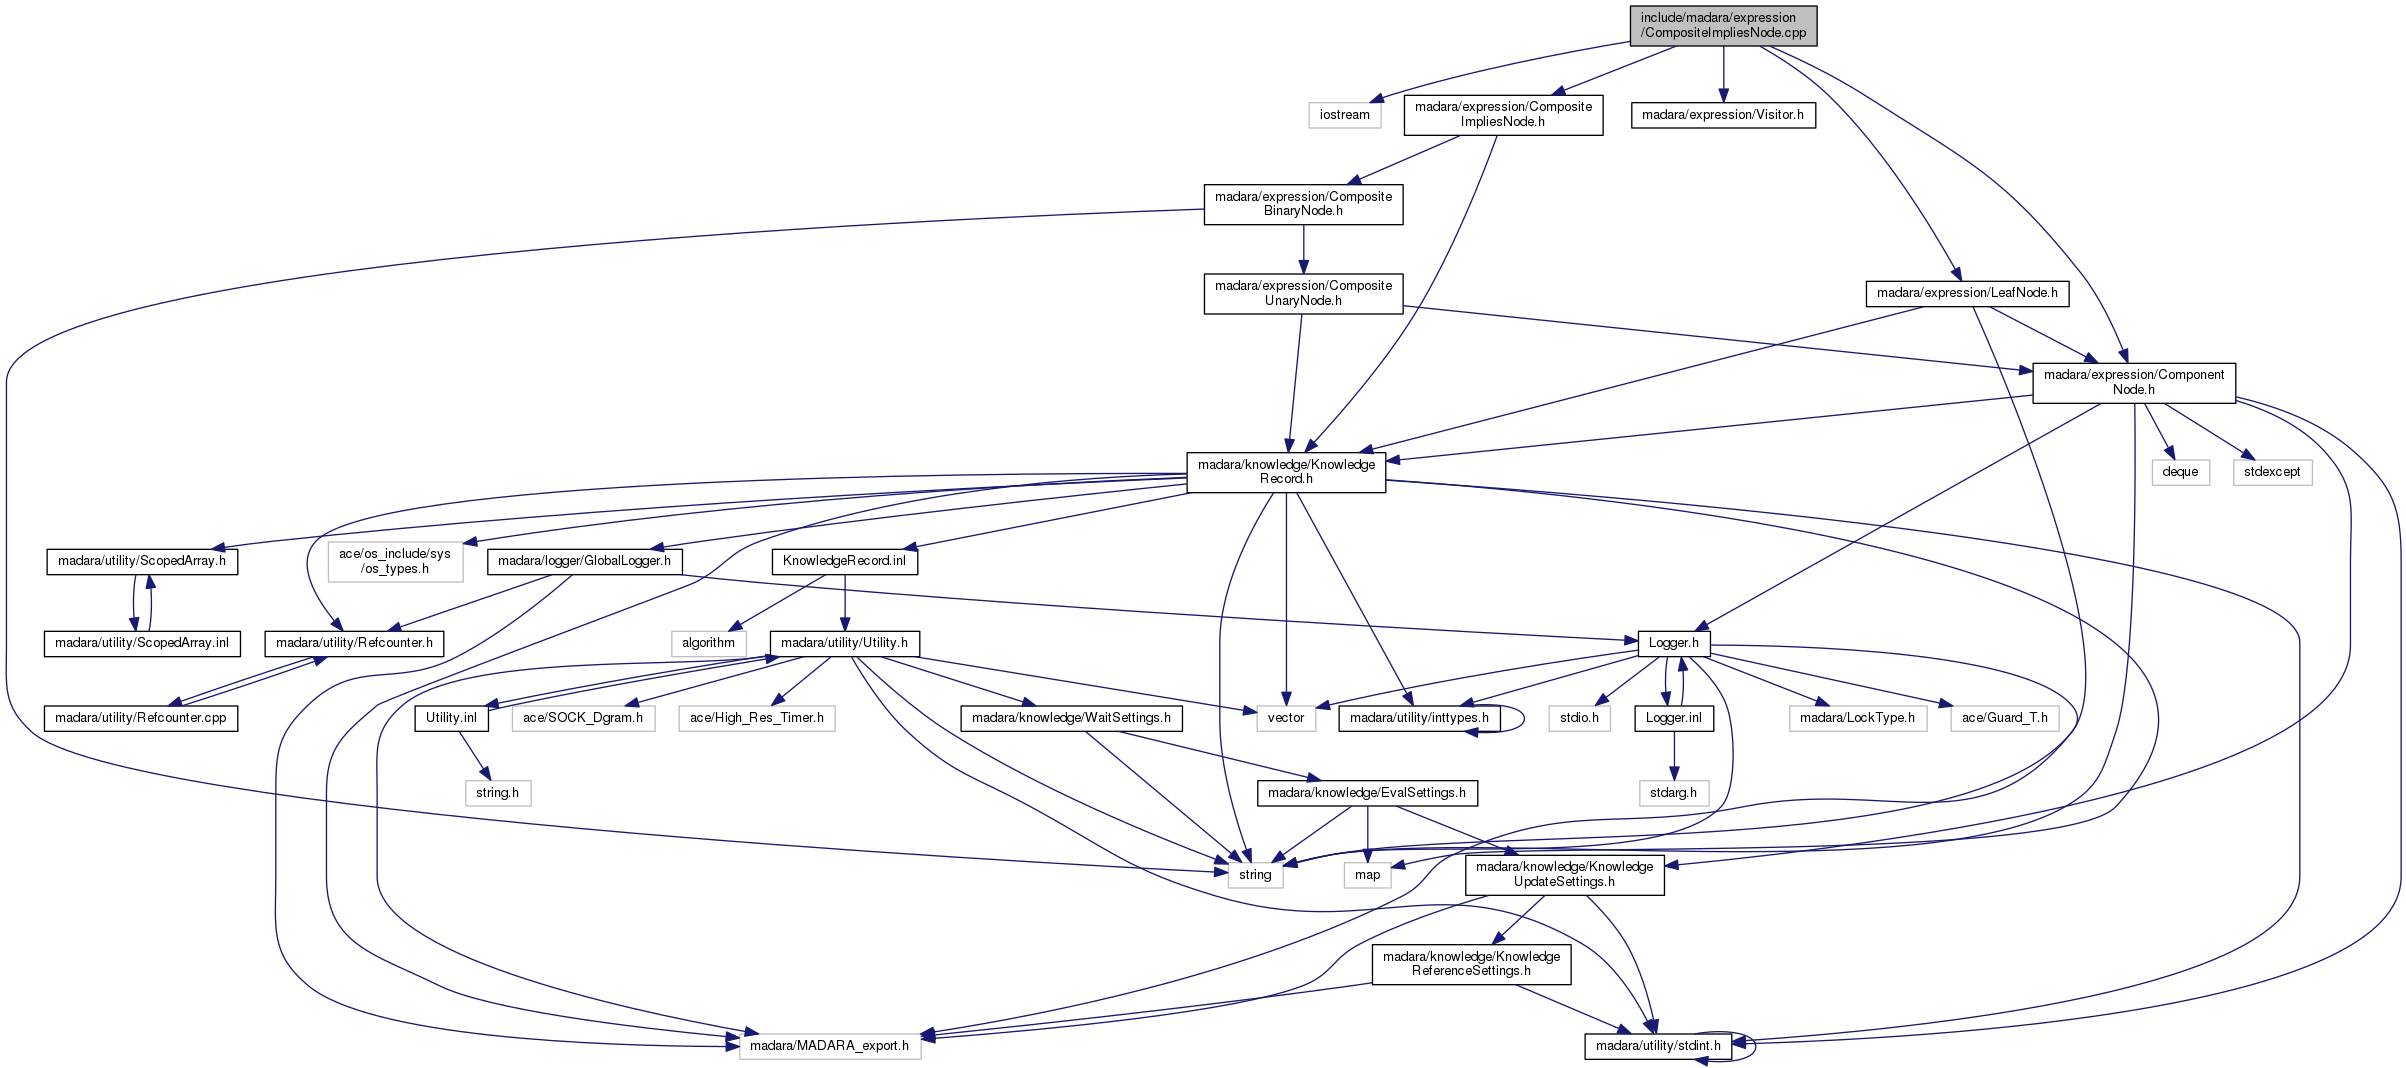 include/madara/expression
/CompositeImpliesNode.cpp
iostream
madara/expression/Composite
ImpliesNode.h
madara/expression/Visitor.h
madara/expression/Composite
BinaryNode.h
madara/expression/Composite
UnaryNode.h
madara/expression/LeafNode.h
madara/expression/Component
Node.h
madara/knowledge/Knowledge
Record.h
deque
stdexcept
madara/utility/ScopedArray.h
ace/os_include/sys
/os_types.h
madara/logger/GlobalLogger.h
KnowledgeRecord.inl
madara/utility/ScopedArray.inl
madara/utility/Refcounter.h
algorithm
madara/utility/Utility.h
Logger.h
madara/utility/Refcounter.cpp
Utility.inl
ace/SOCK_Dgram.h
ace/High_Res_Timer.h
madara/knowledge/WaitSettings.h
vector
madara/utility/inttypes.h
stdio.h
Logger.inl
madara/LockType.h
ace/Guard_T.h
string.h
madara/knowledge/EvalSettings.h
stdarg.h
string
map
madara/knowledge/Knowledge
UpdateSettings.h
madara/knowledge/Knowledge
ReferenceSettings.h
madara/MADARA_export.h
madara/utility/stdint.h